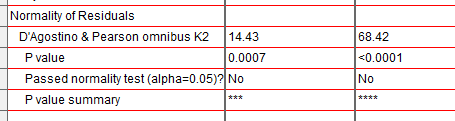 Normality of Residuals
D'Agostino & Pearson omnibus K2 14.43 68.42
P value 0.0007 <0.0001
Passed normality test (alpha=0.05)? No No
P value summary *** ****